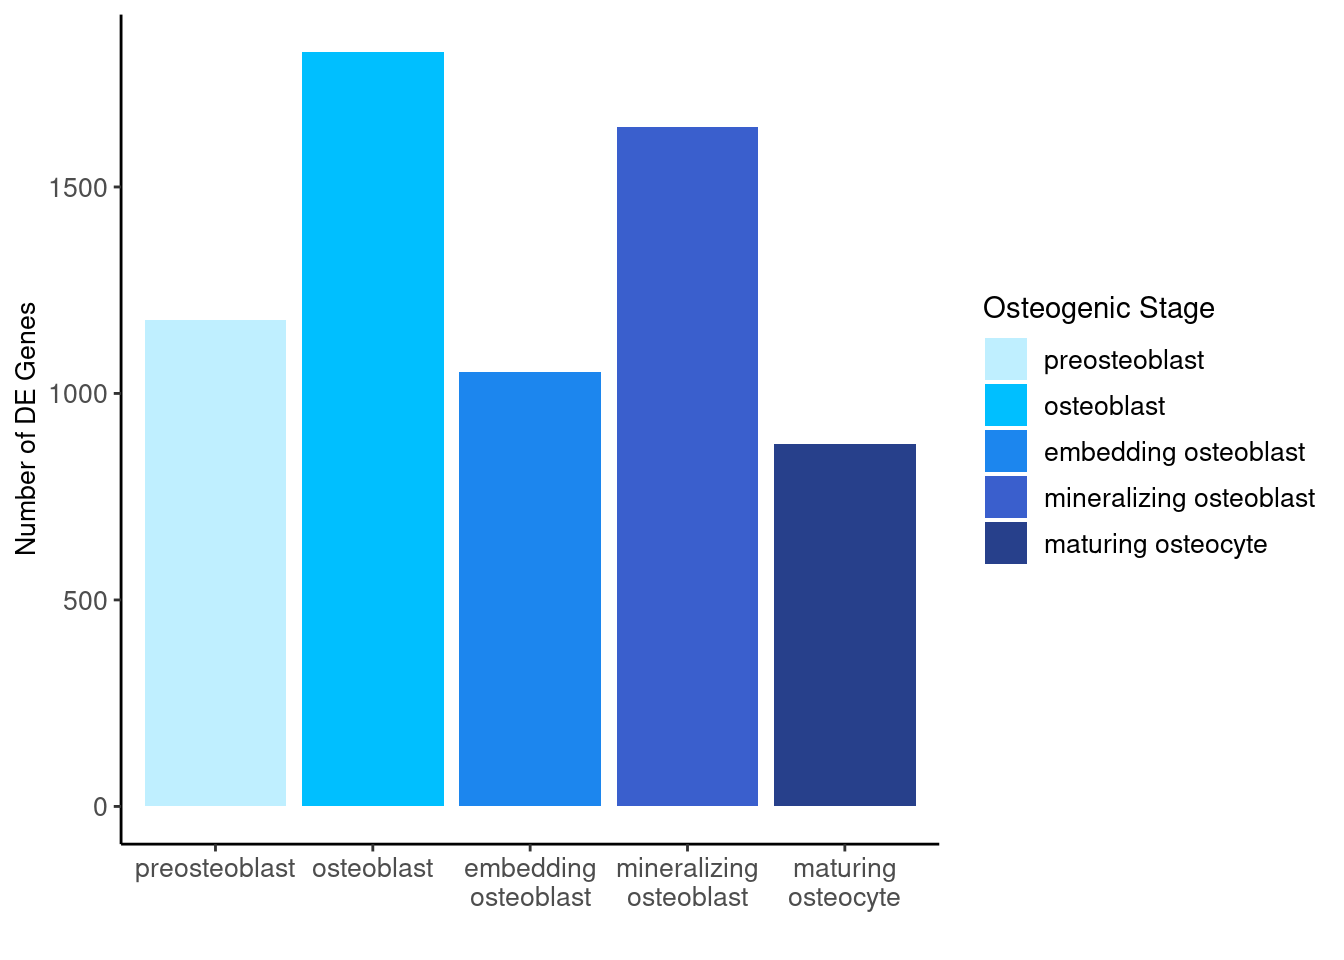 Number of DE Genes
1500
1000
500
0
preosteoblast
osteoblast
embedding
osteoblast
mineralizing
osteoblast
maturing
osteocyte
Osteogenic Stage
preosteoblast
osteoblast
embedding osteoblast
mineralizing osteoblast
maturing osteocyte